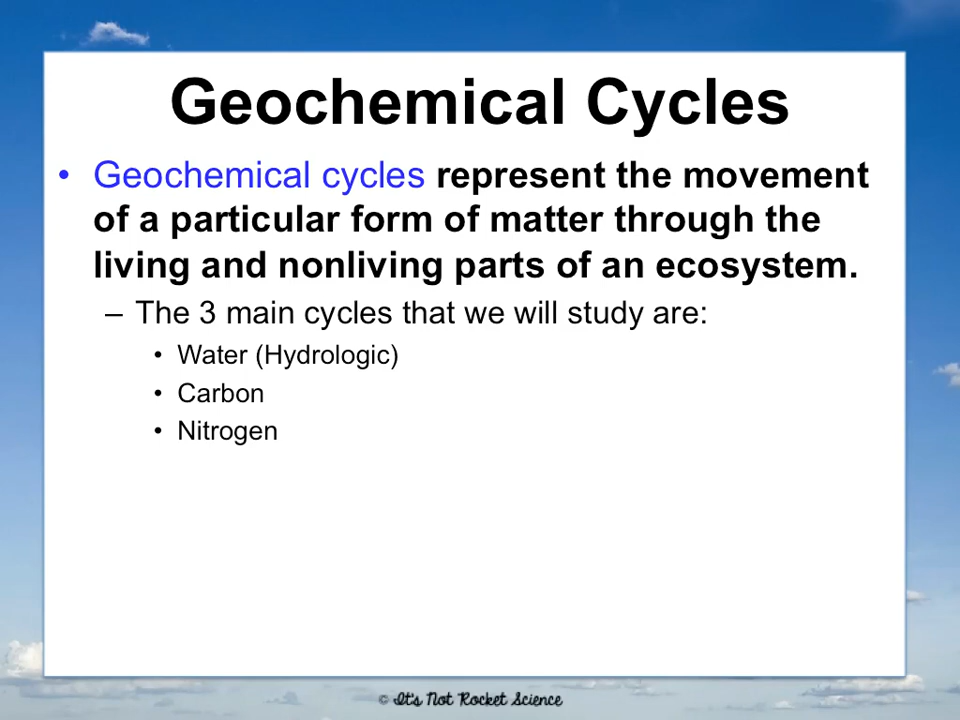 Geochemical Cycles
• Geochemical cycles represent the movement
of a particular form of matter through the
living and nonliving parts of an ecosystem.
– The 3 main cycles that we will study are:
• Water (Hydrologic)
• Carbon
• Nitrogen
© It's Not Rocket Science